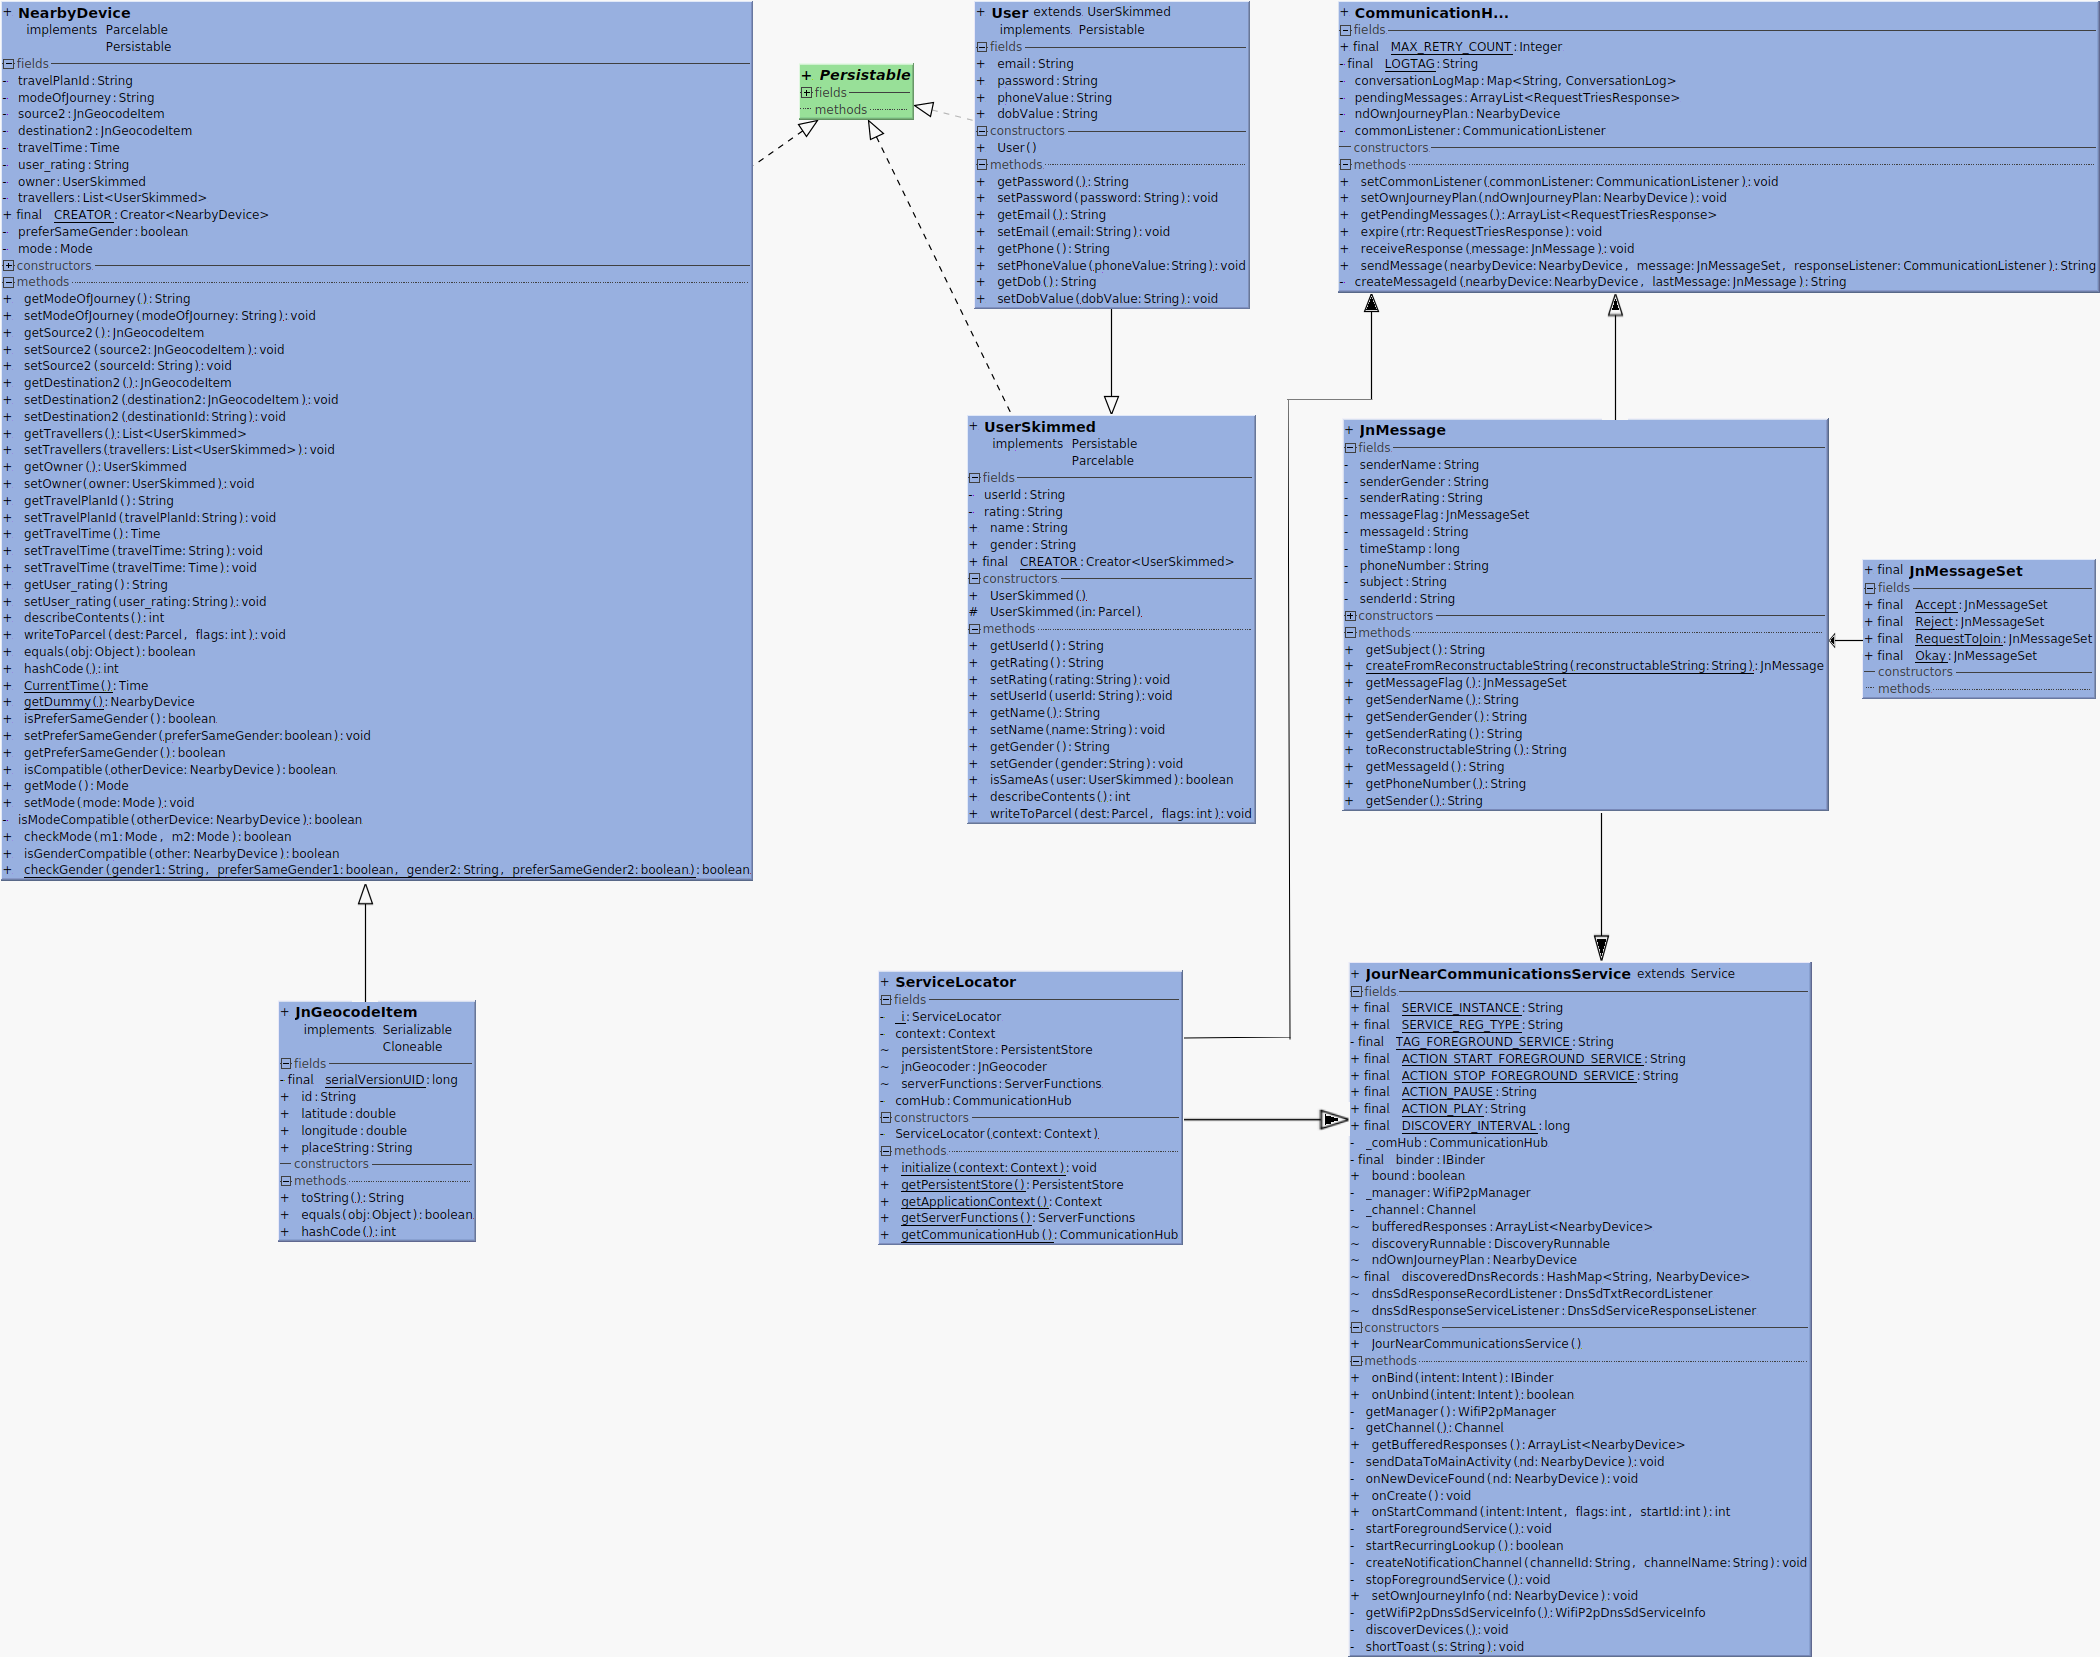 + NearbyDevice
implements Parcelable
Persistable
fields
- travelPlanId: String
- modeOfJourney: String
- source2: JnGeocodeItem
- destination2: JnGeocodeItem
- travelTime: Time
- user_rating: String
- owner: UserSkimmed
- travellers: List<UserSkimmed>
+ final CREATOR: Creator<NearbyDevice>
- preferSameGender: boolean
- mode: Mode
constructors
methods
+ getModeOfJourney(): String
+ setModeOfJourney(modeOfJourney: String): void
+ getSource2(): JnGeocodeItem
+ setSource2(source2: JnGeocodeItem): void
+ setSource2(sourceId: String): void
+ getDestination2(): JnGeocodeItem
+ setDestination2(destination2: JnGeocodeItem): void
+ setDestination2(destinationId: String): void
+ getTravellers(): List<UserSkimmed>
+ setTravellers(travellers: List<UserSkimmed>): void
+ getOwner(): UserSkimmed
+ setOwner(owner: UserSkimmed): void
+ getTravelPlanId(): String
+ setTravelPlanId(travelPlanId: String): void
+ getTravelTime(): Time
+ setTravelTime(travelTime: String): void
+ setTravelTime(travelTime: Time): void
+ getUser_rating(): String
+ setUser_rating(user_rating: String): void
+ describeContents(): int
+ writeToParcel(dest: Parcel, flags: int): void
+ equals(obj: Object): boolean
+ hashCode(): int
+ CurrentTime(): Time
+ getDummy(): NearbyDevice
+ isPreferSameGender(): boolean
+ setPreferSameGender(preferSameGender: boolean): void
+ getPreferSameGender(): boolean
+ isCompatible(otherDevice: NearbyDevice): boolean
+ getMode(): Mode
+ setMode(mode: Mode): void
- isModeCompatible(otherDevice: NearbyDevice): boolean
+ checkMode(m1: Mode, m2: Mode): boolean
+ isGenderCompatible(other: NearbyDevice): boolean
+ checkGender(gender1: String, preferSameGender1: boolean, gender2: String, preferSameGender2: boolean): boolean
+ Persistable
fields
methods
+ User extends UserSkimmed
implements Persistable
fields
+ email: String
+ password: String
+ phoneValue: String
+ dobValue: String
constructors
+ User()
methods
+ getPassword(): String
+ setPassword(password: String): void
+ getEmail(): String
+ setEmail(email: String): void
+ getPhone(): String
+ setPhoneValue(phoneValue: String): void
+ getDob(): String
+ setDobValue(dobValue: String): void
+ CommunicationH...
fields
+ final MAX_RETRY_COUNT: Integer
- final LOGTAG: String
- conversationLogMap: Map<String, ConversationLog>
- pendingMessages: ArrayList<RequestTriesResponse>
- ndOwnJourneyPlan: NearbyDevice
- commonListener: CommunicationListener
constructors
methods
+ setCommonListener(commonListener: CommunicationListener): void
+ setOwnJourneyPlan(ndOwnJourneyPlan: NearbyDevice): void
+ getPendingMessages(): ArrayList<RequestTriesResponse>
+ expire(rtr: RequestTriesResponse): void
+ receiveResponse(message: JnMessage): void
+ sendMessage(nearbyDevice: NearbyDevice, message: JnMessageSet, responseListener: CommunicationListener): String
- createMessageId(nearbyDevice: NearbyDevice, lastMessage: JnMessage): String
+ UserSkimmed
implements Persistable
Parcelable
fields
- userId: String
- rating: String
+ name: String
+ gender: String
+ final CREATOR: Creator<UserSkimmed>
constructors
+ UserSkimmed()
# UserSkimmed(in: Parcel)
methods
+ getUserId(): String
+ getRating(): String
+ setRating(rating: String): void
+ setUserId(userId: String): void
+ getName(): String
+ setName(name: String): void
+ getGender(): String
+ setGender(gender: String): void
+ isSameAs(user: UserSkimmed): boolean
+ describeContents(): int
+ writeToParcel(dest: Parcel, flags: int): void
+ JnMessage
fields
- senderName: String
- senderGender: String
- senderRating: String
- messageFlag: JnMessageSet
- messageId: String
- timeStamp: long
- phoneNumber: String
- subject: String
- senderId: String
constructors
methods
+ getSubject(): String
+ createFromReconstructableString(reconstructableString: String): JnMessage
+ getMessageFlag(): JnMessageSet
+ getSenderName(): String
+ getSenderGender(): String
+ getSenderRating(): String
+ toReconstructableString(): String
+ getMessageId(): String
+ getPhoneNumber(): String
+ getSender(): String
+ final JnMessageSet
fields
+ final Accept: JnMessageSet
+ final Reject: JnMessageSet
+ final RequestToJoin: JnMessageSet
+ final Okay: JnMessageSet
constructors
methods
+ JnGeocodeItem
implements Serializable
Cloneable
fields
- final serialVersionUID: long
+ id: String
+ latitude: double
+ longitude: double
+ placeString: String
constructors
methods
+ toString(): String
+ equals(obj: Object): boolean
+ hashCode(): int
+ ServiceLocator
fields
- _i: ServiceLocator
- context: Context
~ persistentStore: PersistentStore
~ jnGeocoder: JnGeocoder
~ serverFunctions: ServerFunctions
- comHub: CommunicationHub
constructors
- ServiceLocator(context: Context)
methods
+ initialize(context: Context): void
+ getPersistentStore(): PersistentStore
+ getApplicationContext(): Context
+ getServerFunctions(): ServerFunctions
+ getCommunicationHub(): CommunicationHub
+ JourNearCommunicationsService extends Service
fields
+ final SERVICE_INSTANCE: String
+ final SERVICE_REG_TYPE: String
- final TAG_FOREGROUND_SERVICE: String
+ final ACTION_START_FOREGROUND_SERVICE: String
+ final ACTION_STOP_FOREGROUND_SERVICE: String
+ final ACTION_PAUSE: String
+ final ACTION_PLAY: String
+ final DISCOVERY_INTERVAL: long
- _comHub: CommunicationHub
- final binder: IBinder
+ bound: boolean
- _manager: WifiP2pManager
- _channel: Channel
~ bufferedResponses: ArrayList<NearbyDevice>
~ discoveryRunnable: DiscoveryRunnable
~ ndOwnJourneyPlan: NearbyDevice
~ final discoveredDnsRecords: HashMap<String, NearbyDevice>
~ dnsSdResponseRecordListener: DnsSdTxtRecordListener
~ dnsSdResponseServiceListener: DnsSdServiceResponseListener
constructors
+ JourNearCommunicationsService()
methods
+ onBind(intent: Intent): IBinder
+ onUnbind(intent: Intent): boolean
- getManager(): WifiP2pManager
- getChannel(): Channel
+ getBufferedResponses(): ArrayList<NearbyDevice>
- sendDataToMainActivity(nd: NearbyDevice): void
- onNewDeviceFound(nd: NearbyDevice): void
+ onCreate(): void
+ onStartCommand(intent: Intent, flags: int, startId: int): int
- startForegroundService(): void
- startRecurringLookup(): boolean
- createNotificationChannel(channelId: String, channelName: String): void
- stopForegroundService(): void
+ setOwnJourneyInfo(nd: NearbyDevice): void
- getWifiP2pDnsSdServiceInfo(): WifiP2pDnsSdServiceInfo
- discoverDevices(): void
- shortToast(s: String): void